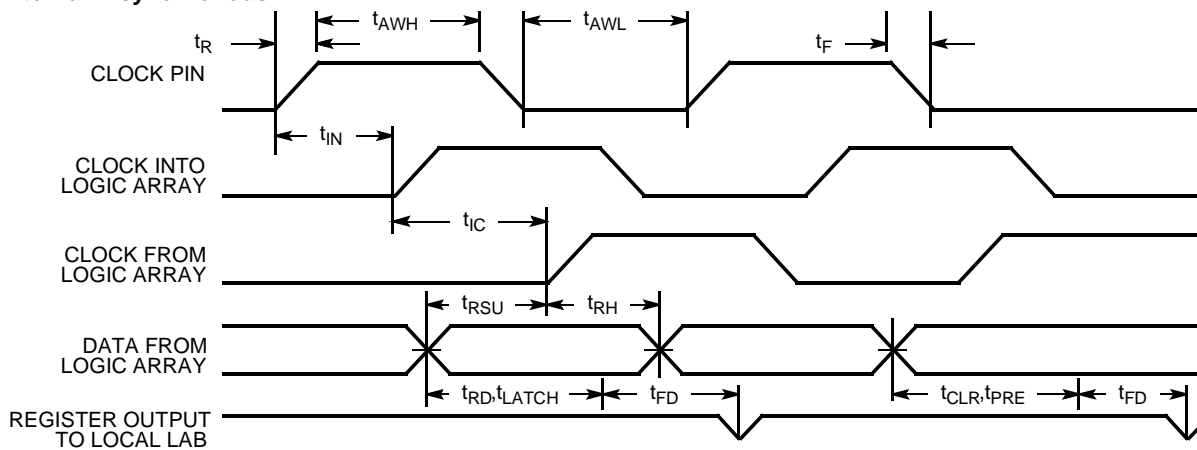 tAWH
tAWL
tR
tF
CLOCK PIN
tIN
CLOCK INTO
LOGIC ARRAY
tIC
CLOCK FROM
LOGIC ARRAY
tRSU
tRH
DATA FROM
LOGIC ARRAY
tRD,tLATCH
tFD
tCLR,tPRE
tFD
REGISTER OUTPUT
TO LOCAL LAB